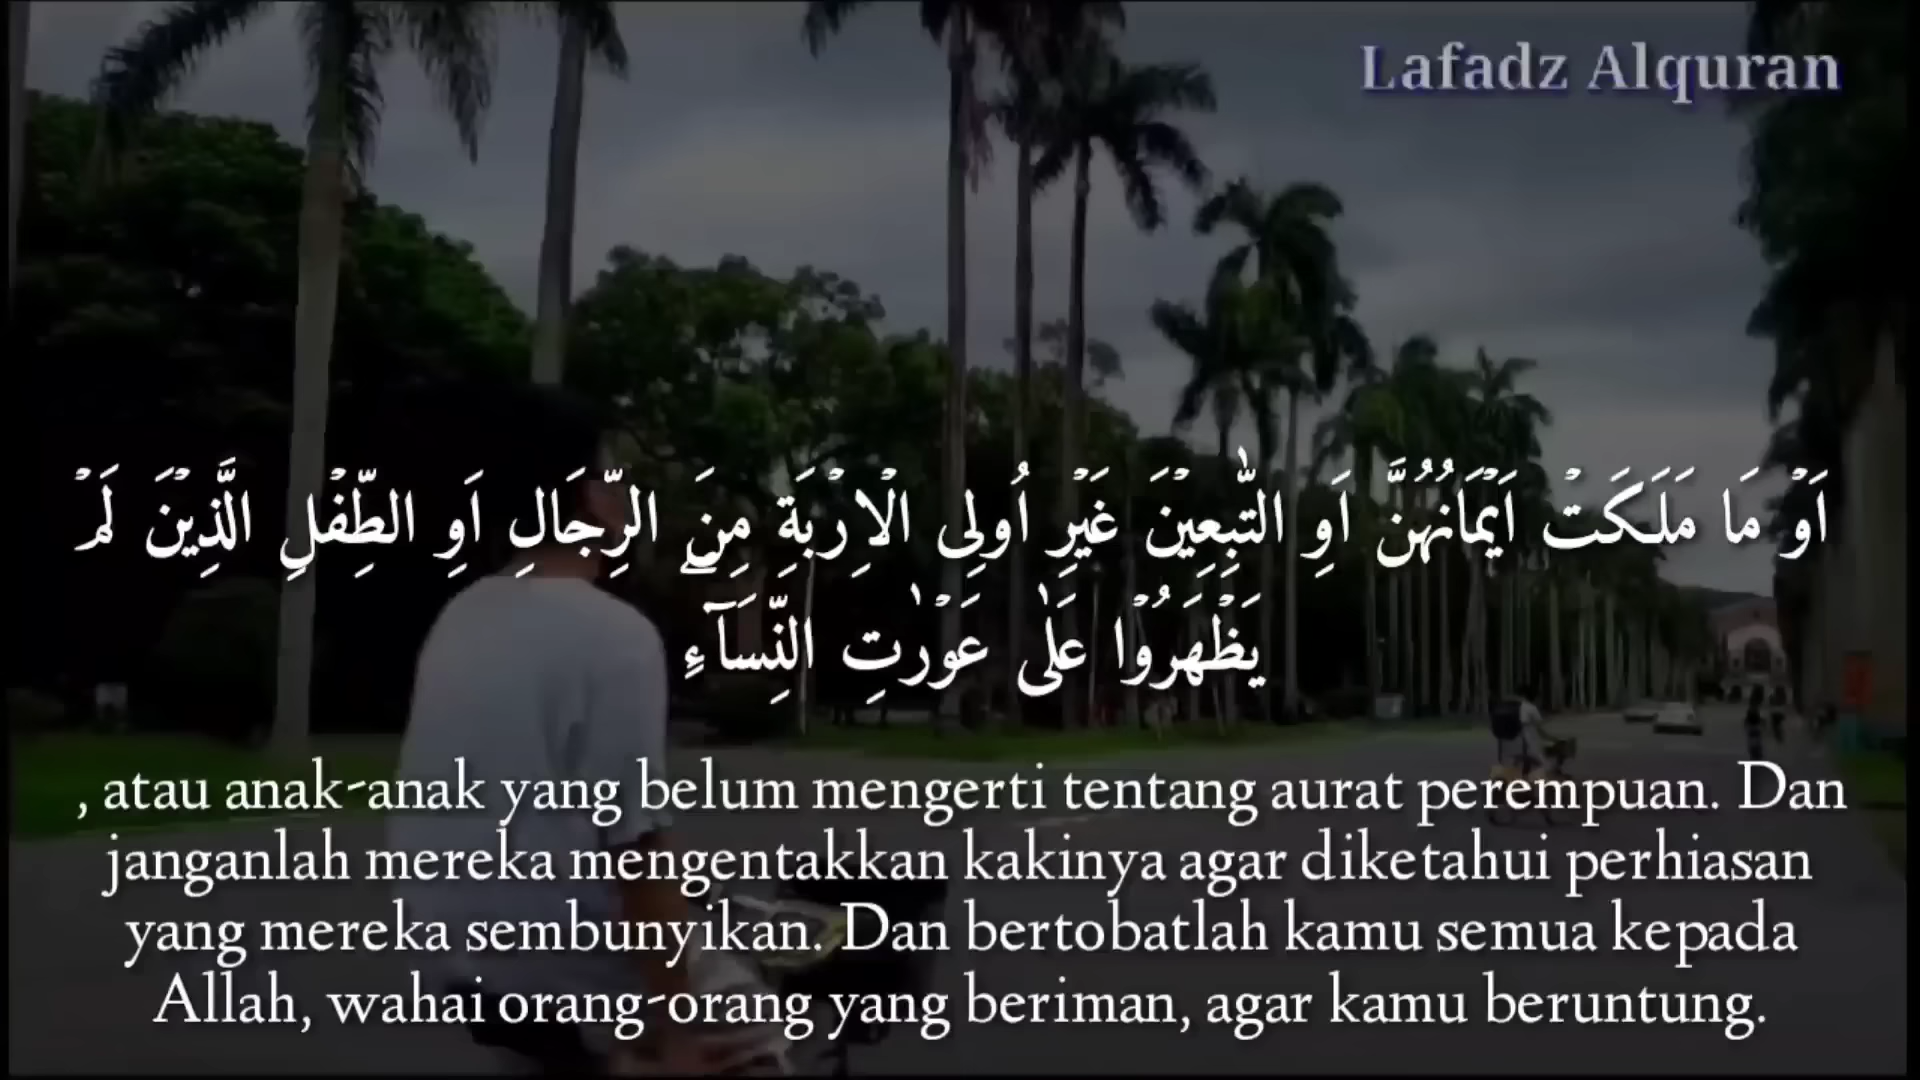 Lafadz Alquran
اَوْ مَا مَلَكَتْ اَيْمَانُهُنَّ اَوِ التّٰبِعِيْنَ غَيْرِ اُولِى الْاِرْبَةِ مِنَ الرِّجَالِ اَوِ الطِّفْلِ الَّذِيْنَ لَمْ
يَظْهَرُوْا عَلٰى عَوْرٰتِ النِّسَاۤءِ
, atau anak-anak yang belum mengerti tentang aurat perempuan. Dan
janganlah mereka mengentakkan kakinya agar diketahui perhiasan
yang mereka sembunyikan. Dan bertobatlah kamu semua kepada
Allah, wahai orang-orang yang beriman, agar kamu beruntung.